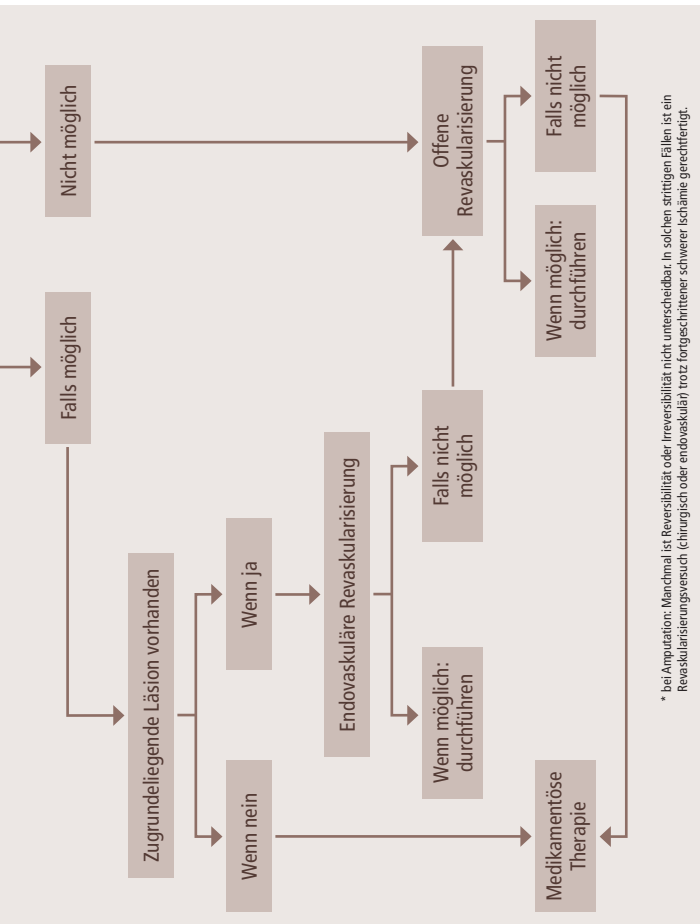 Falls möglich
Nicht möglich
Zugrundeliegende Läsion vorhanden
Wenn nein
Wenn ja
Endovaskuläre Revaskularisierung
Wenn möglich:
durchführen
Falls nicht
möglich
Offene
Revaskularisierung
Medikamentöse
Therapie
Wenn möglich:
durchführen
Falls nicht
möglich
* bei Amputation: Manchmal ist Reversibilität oder Irreversibilität nicht unterscheidbar. In solchen strittigen Fällen ist ein
Revaskularisierungsversuch (chirurgisch oder endovaskulär) trotz fortgeschrittener schwerer Ischämie gerechtfertigt.